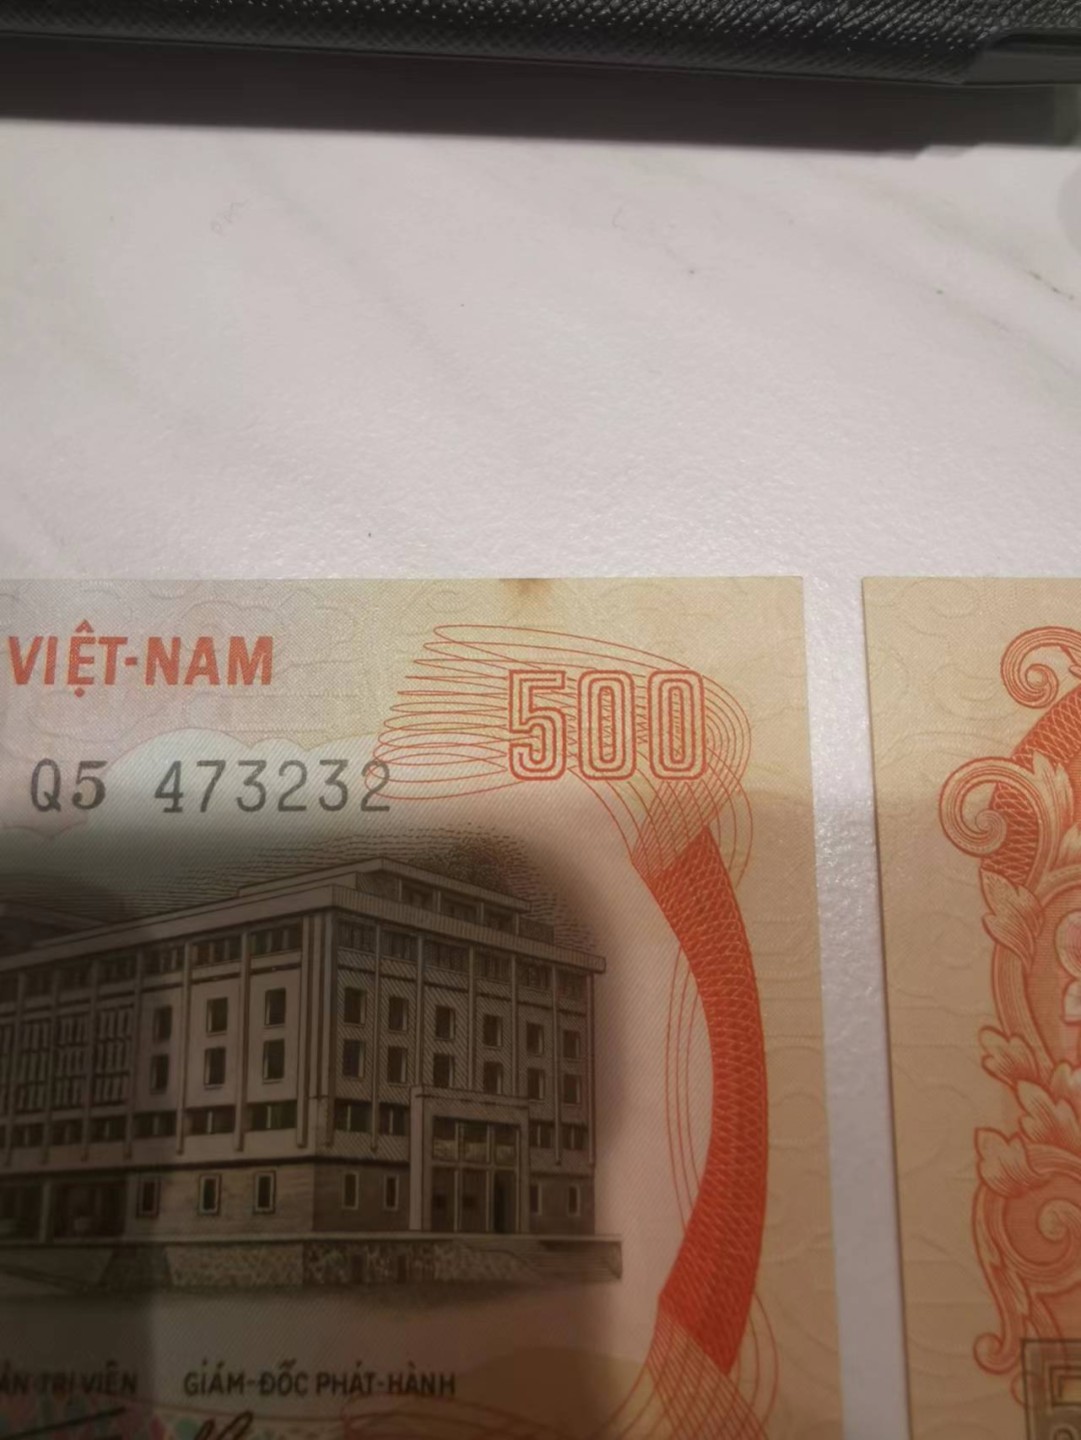 VIỆT-NAM
500
Q5 473232
GIÁM-ĐỐC PHÁT-HÀNH